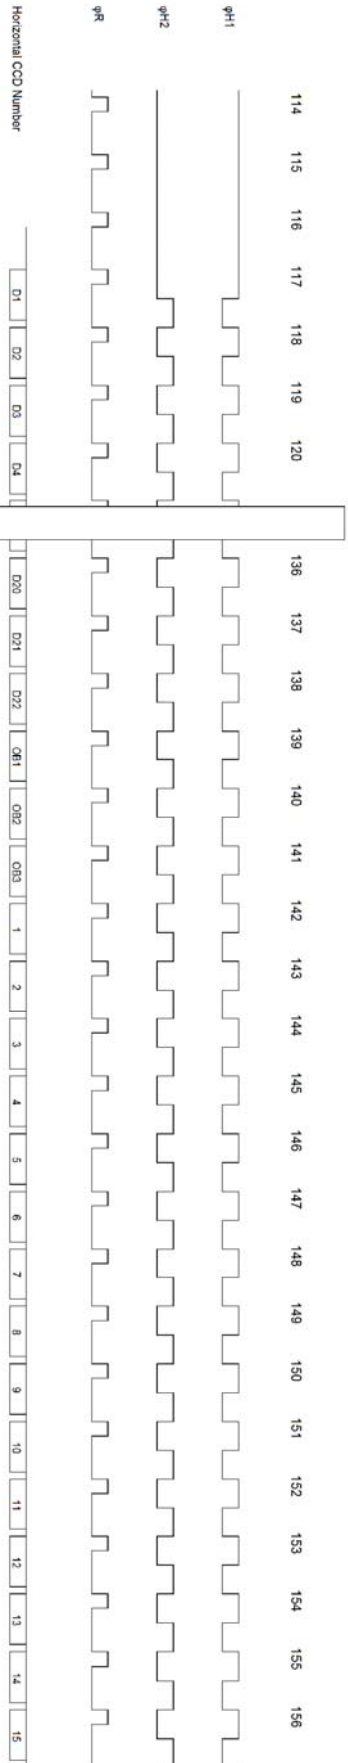 114 115 116 117 118 119 120 136 137 138 139 140 141 142 143 144 145 146 147 148 149 150 151 152 153 154 155 156
φH1
φH2
φR
Horizontal CCD Number D1 D2 D3 D4 D20 D21 D22 OB1 OB2 OB3 1 2 3 4 5 6 7 8 9 10 11 12 13 14 15